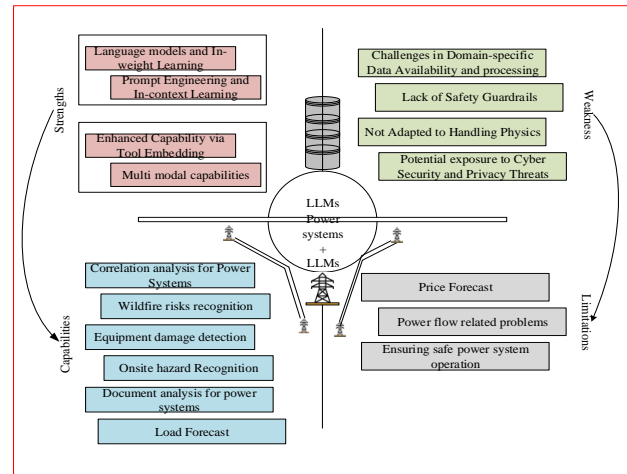 Language models and In-
weight Learning
Prompt Engineering and
In-context Learning
Strengths
Enhanced Capability via
Tool Embedding
Multi modal capabilities
Challenges in Domain-specific
Data Availability and processing
Lack of Safety Guardrails
Weakness
Not Adapted to Handling Physics
Potential exposure to Cyber
Security and Privacy Threats
LLMs
Power
systems
+
LLMs
Correlation analysis for Power
Systems
Wildfire risks recognition
Equipment damage detection
Capabilities
Onsite hazard Recognition
Document analysis for power
systems
Load Forecast
Price Forecast
Power flow related problems
Limitations
Ensuring safe power system
operation